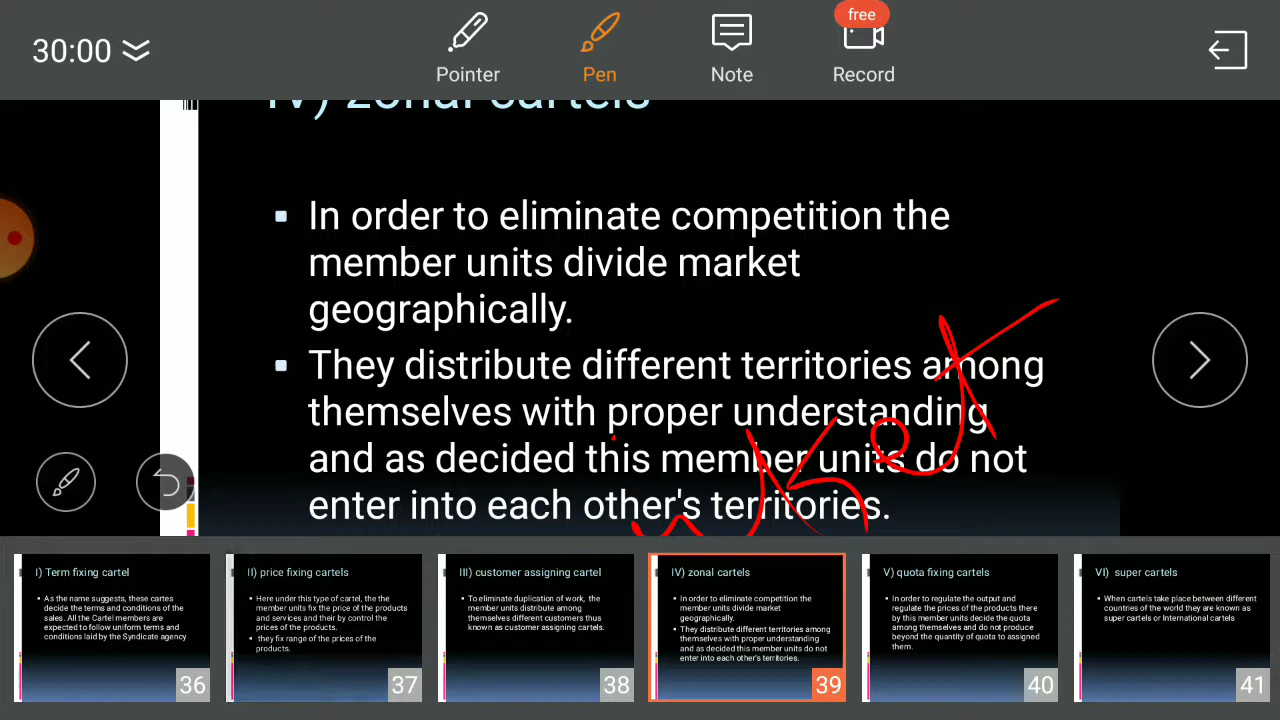 free
30:00
Pointer
Pen
Note
Record
IV) zonal cartels
In order to eliminate competition the
member units divide market
geographically.
They distribute different territories among
themselves with proper understanding
and as decided this member units do not
enter into each other's territories.
I) Term fixing cartel
As the name suggests, these cartes
decide the terms and conditions of the
sales. All the Cartel members are
expected to follow uniform terms and
conditions laid by the Syndicate agency
36
II) price fixing cartels
Here under this type of cartel, the the
member units fix the price of the products
and services and their by control the
prices of the products.
they fix range of the prices of the
products.
37
III) customer assigning cartel
To eliminate duplication of work, the
member units distribute among
themselves different customers thus
known as customer assigning cartels.
38
IV) zonal cartels
In order to eliminate competition the
member units divide market
geographically.
They distribute different territories among
themselves with proper understanding
and as decided this member units do not
enter into each other's territories.
39
V) quota fixing cartels
In order to regulate the output and
regulate the prices of the products there
by this member units decide the quota
among themselves and do not produce
beyond the quantity of quota to assigned
them.
40
VI) super cartels
When cartels take place between different
countries of the world they are known as
super cartels or International cartels
41